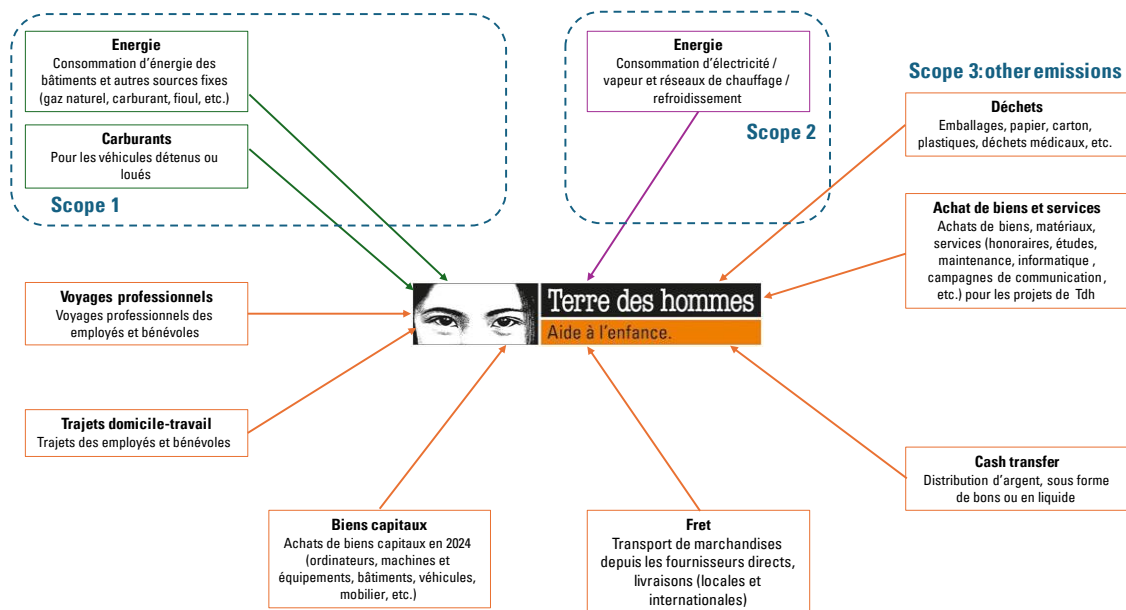 Energie
Consommation d'énergie des
bâtiments et autres sources fixes
(gaz naturel, carburant, fioul, etc.)
Carburants
Pour les véhicules détenus ou
loués
Scope 1
Energie
Consommation d'électricité /
vapeur et réseaux de chauffage /
refroidissement
Scope 2
Scope 3: other emissions
Déchets
Emballages, papier, carton,
plastiques, déchets médicaux, etc.
Achat de biens et services
Achats de biens, matériaux,
services (honoraires, études,
maintenance, informatique ,
campagnes de communication ,
etc.) pour les projets de Tdh
Voyages professionnels
Voyages professionnels des
employés et bénévoles
Terre des hommes
Aide à l'enfance.
Trajets domicile-travail
Trajets des employés et bénévoles
Cash transfer
Distribution d'argent, sous forme
de bons ou en liquide
Biens capitaux
Achats de biens capitaux en 2024
(ordinateurs, machines et
équipements, bâtiments, véhicules,
mobilier, etc.)
Fret
Transport de marchandises
depuis les fournisseurs directs,
livraisons (locales et
internationales)